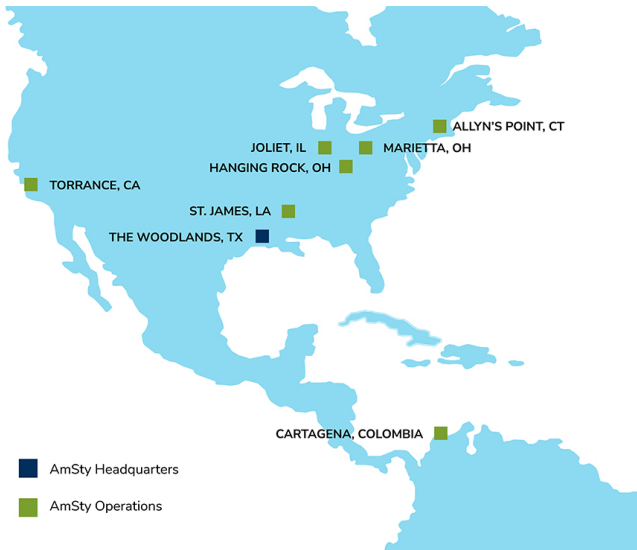 ALLYN'S POINT, CT
JOLIET, IL
MARIETTA, OH
HANGING ROCK, OH
TORRANCE, CA
ST. JAMES, LA
THE WOODLANDS, TX
CARTAGENA, COLOMBIA
AmSty Headquarters
AmSty Operations